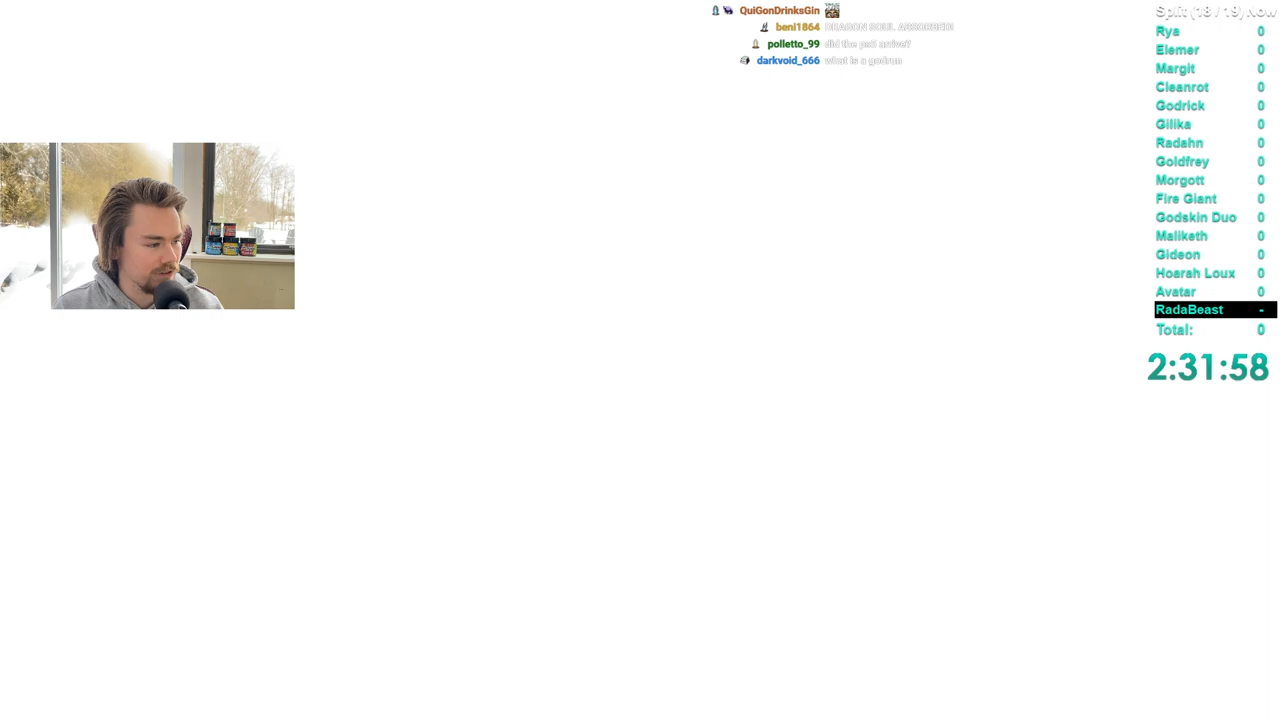 QuiGonDrinksGin
beni1864 DRAGON SOUL ABSORBED!
polletto_99 did the ps5 arrive?
darkvoid_666 what is a godrun
Split (18 / 19) Now
Rya 0
Elemer 0
Margit 0
Cleanrot 0
Godrick 0
Gilika 0
Radahn 0
Goldfrey 0
Morgott 0
Fire Giant 0
Godskin Duo 0
Maliketh 0
Gideon 0
Hoarah Loux 0
Avatar 0
RadaBeast -
Total: 0
2:31:58